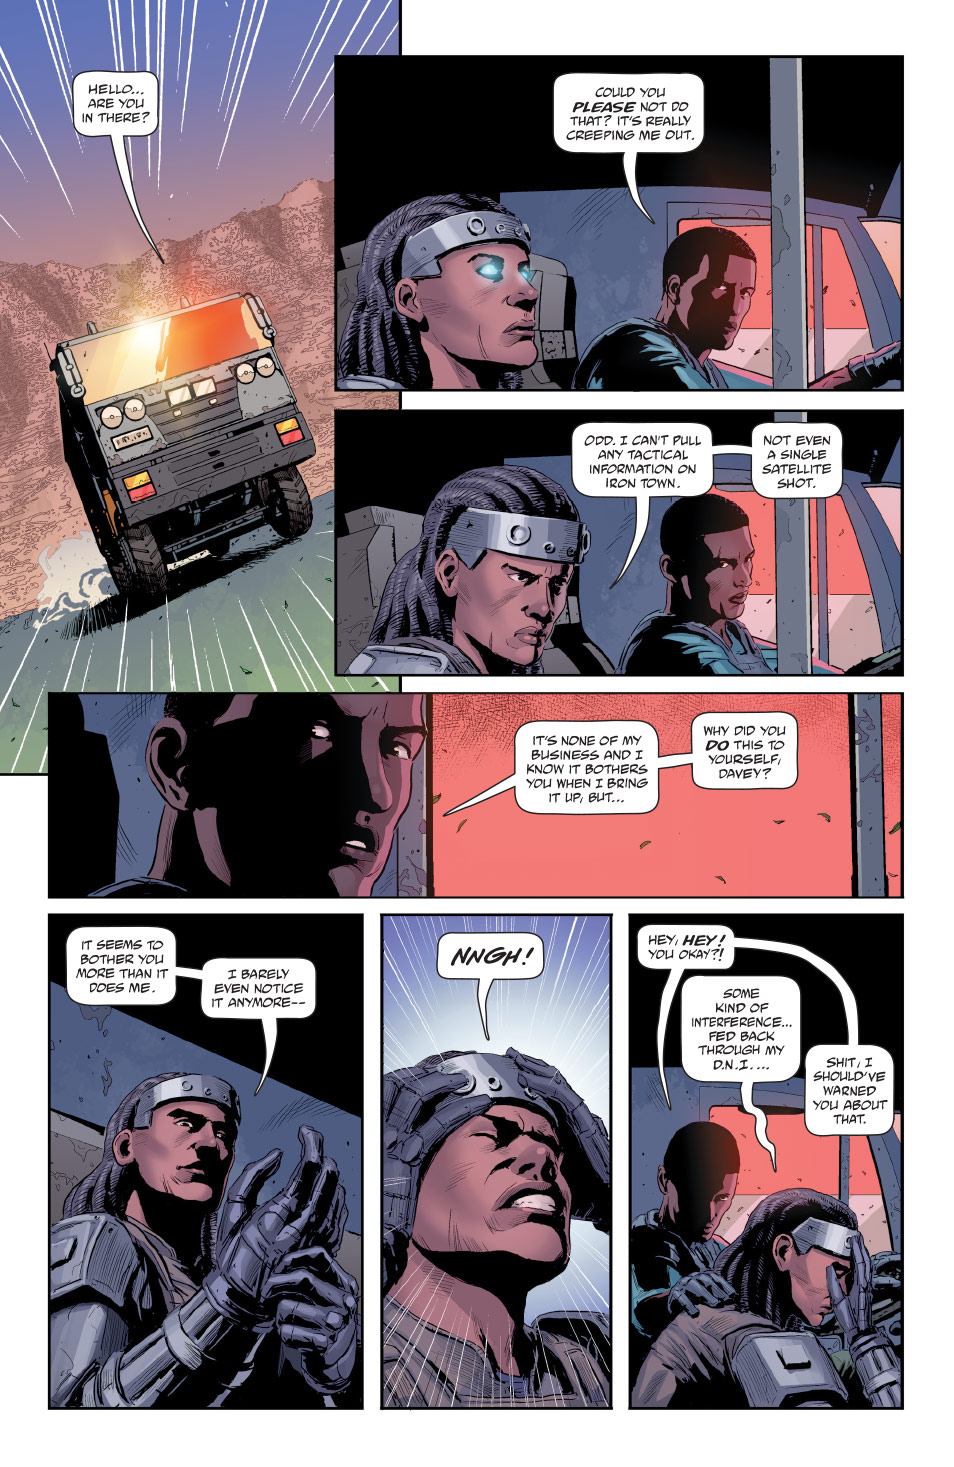 HELLO...
ARE YOU
IN THERE?
COULD YOU
PLEASE NOT DO
THAT? IT'S REALLY
CREEPING ME OUT.
ODD. I CAN'T PULL
ANY TACTICAL
INFORMATION ON
IRON TOWN.
NOT EVEN
A SINGLE
SATELLITE
SHOT.
IT'S NONE OF MY
BUSINESS AND I
KNOW IT BOTHERS
YOU WHEN I BRING
IT UP, BUT...
WHY DID YOU
DO THIS TO
YOURSELF,
DAVEY?
IT SEEMS TO
BOTHER YOU
MORE THAN IT
DOES ME.
I BARELY
EVEN NOTICE
IT ANYMORE--
NNGH!
HEY, HEY!
YOU OKAY?!
SOME
KIND OF
INTERFERENCE...
FED BACK
THROUGH MY
D.N.I. ...
SHIT, I
SHOULD'VE
WARNED
YOU ABOUT
THAT.